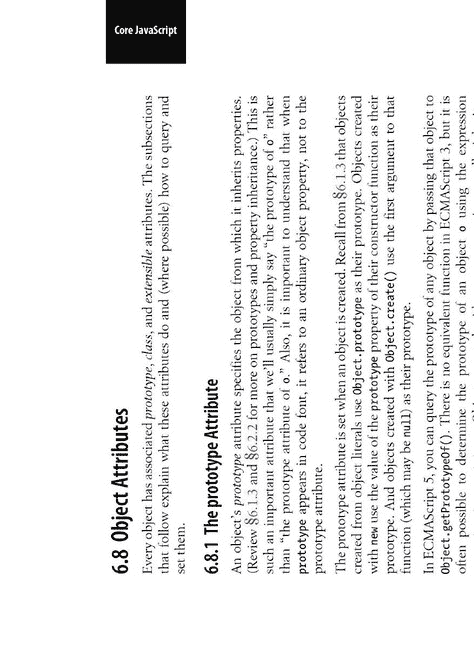 Core JavaScript
6.8 Object Attributes
Every object has associated prototype, class, and extensible attributes. The subsections
that follow explain what these attributes do and (where possible) how to query and
set them.
6.8.1 The prototype Attribute
An object's prototype attribute specifies the object from which it inherits properties.
(Review §6.1.3 and §6.2.2 for more on prototypes and property inheritance.) This is
such an important attribute that we'll usually simply say "the prototype of o" rather
than "the prototype attribute of o." Also, it is important to understand that when
prototype appears in code font, it refers to an ordinary object property, not to the
prototype attribute.
The prototype attribute is set when an object is created. Recall from §6.1.3 that objects
created from object literals use Object.prototype as their prototype. Objects created
with new use the value of the prototype property of their constructor function as their
prototype. And objects created with Object.create() use the first argument to that
function (which may be null) as their prototype.
In ECMAScript 5, you can query the prototype of any object by passing that object to
Object.getPrototypeOf(). There is no equivalent function in ECMAScript 3, but it is
often possible to determine the prototype of an object o using the expression